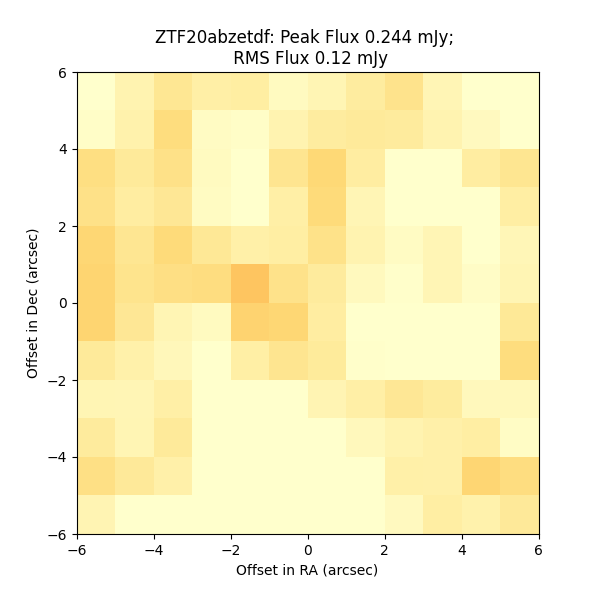 ZTF20abzetdf: Peak Flux 0.244 mJy;
RMS Flux 0.12 mJy
6
4
2
0
−2
−4
−6
Offset in Dec (arcsec)
−6 −4 −2 0 2 4 6
Offset in RA (arcsec)